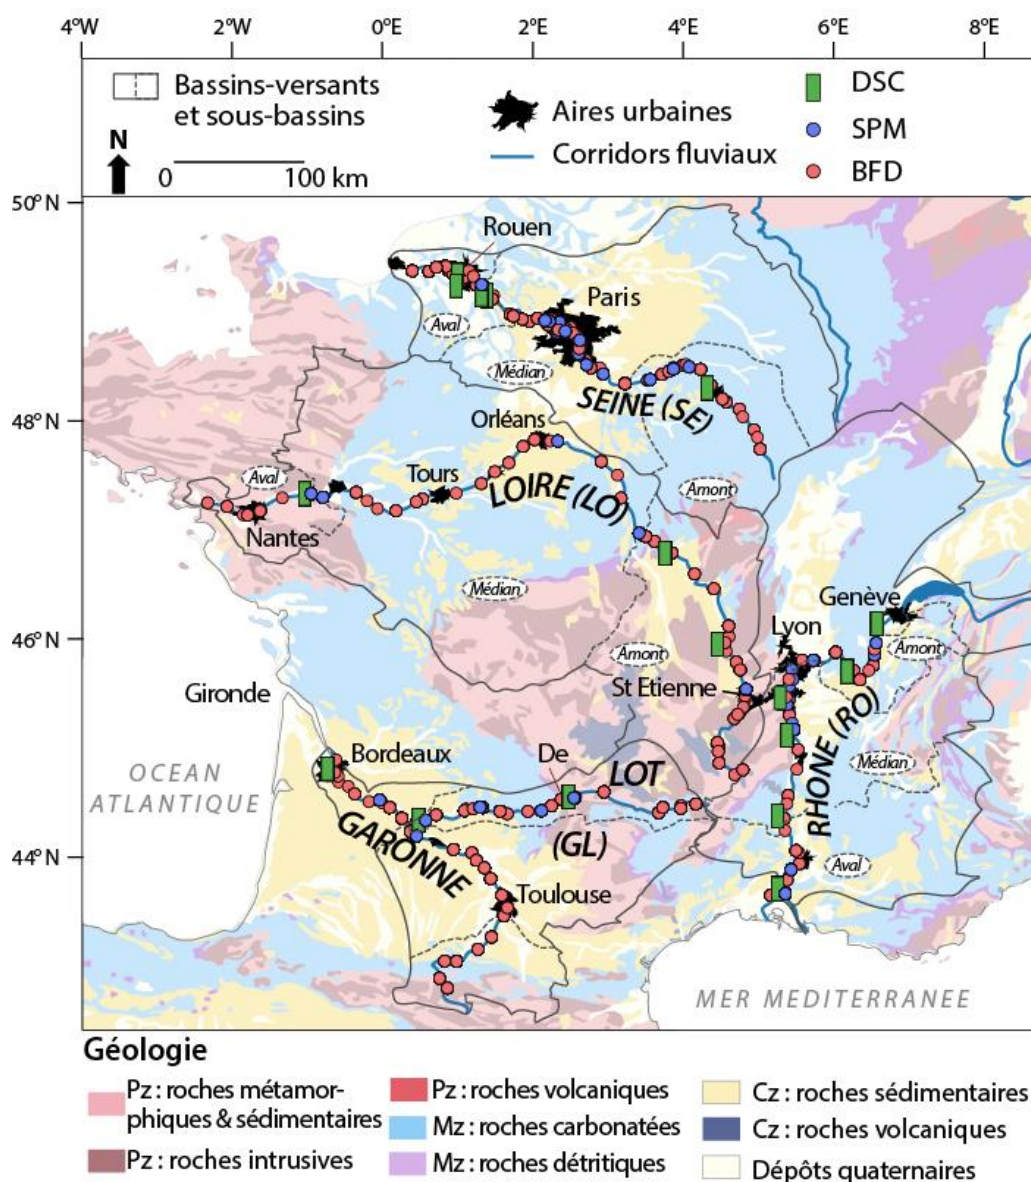 4°W 2°W 0°E 2°E 4°E 6°E 8°E
Bassins-versants
et sous-bassins
N
0 100 km
Aires urbaines
Corridors fluviaux
DSC
SPM
BFD
50°N
48°N
46°N
44°N
Rouen
Paris
Aval
Médian
SEINE (SE)
Orléans
Tours
LOIRE (LO)
Aval
Nantes
Amont
Médian
Genève
Lyon
Amont
Amont
St Etienne
Gironde
RHONE (RO)
Bordeaux
De
LOT
Médian
OCEAN
ATLANTIQUE
GARONNE
(GL)
Aval
Toulouse
MER MEDITERRANEE
Géologie
Pz : roches métamor-
phiques & sédimentaires
Pz : roches intrusives
Pz : roches volcaniques
Mz : roches carbonatées
Mz : roches détritiques
Cz : roches sédimentaires
Cz : roches volcaniques
Dépôts quaternaires